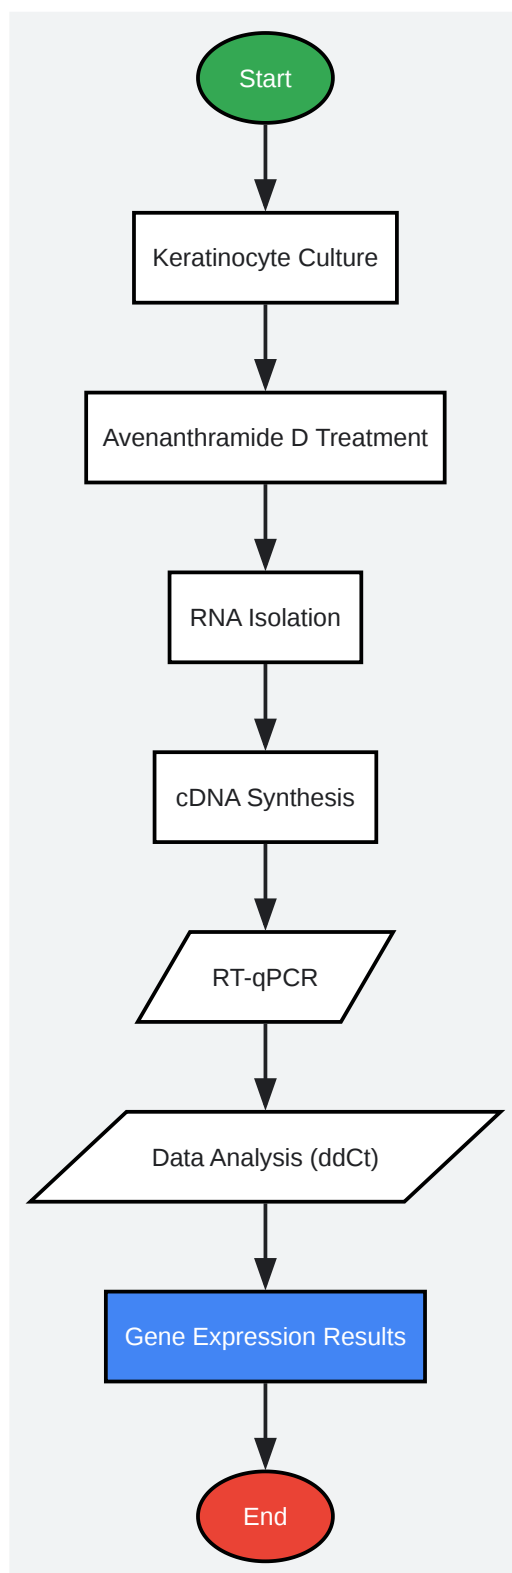 Start
Keratinocyte Culture
Avenanthramide D Treatment
RNA Isolation
cDNA Synthesis
RT-qPCR
Data Analysis (ddCt)
Gene Expression Results
End